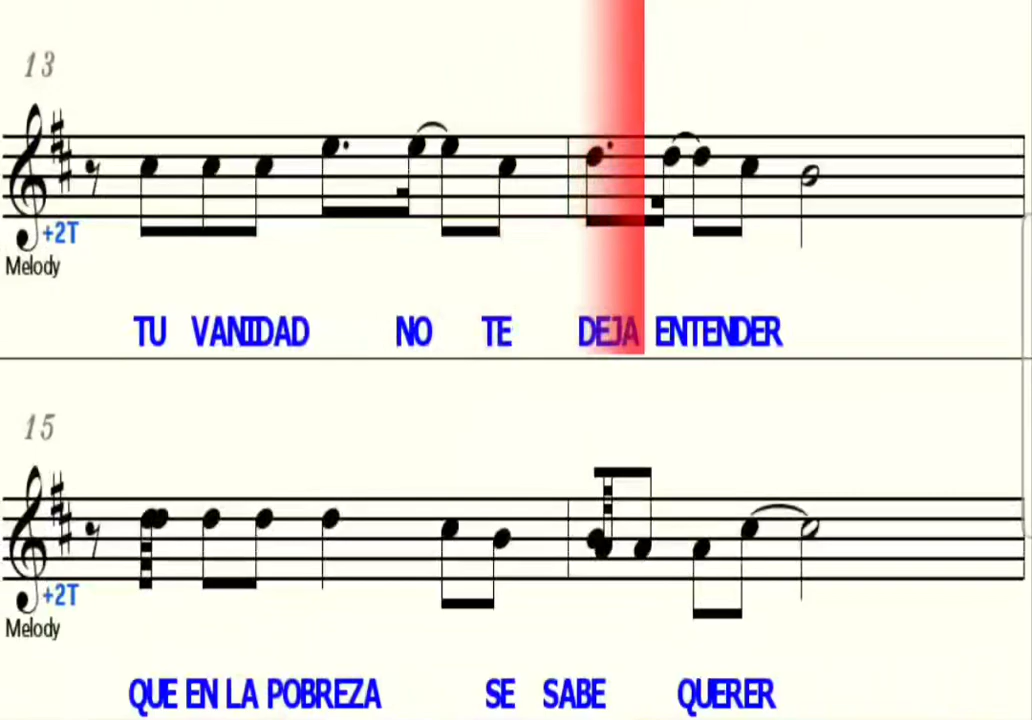 13
+2T
Melody
TU VANIDAD NO TE DEJA ENTENDER
15
+2T
Melody
QUE EN LA POBREZA SE SABE QUERER